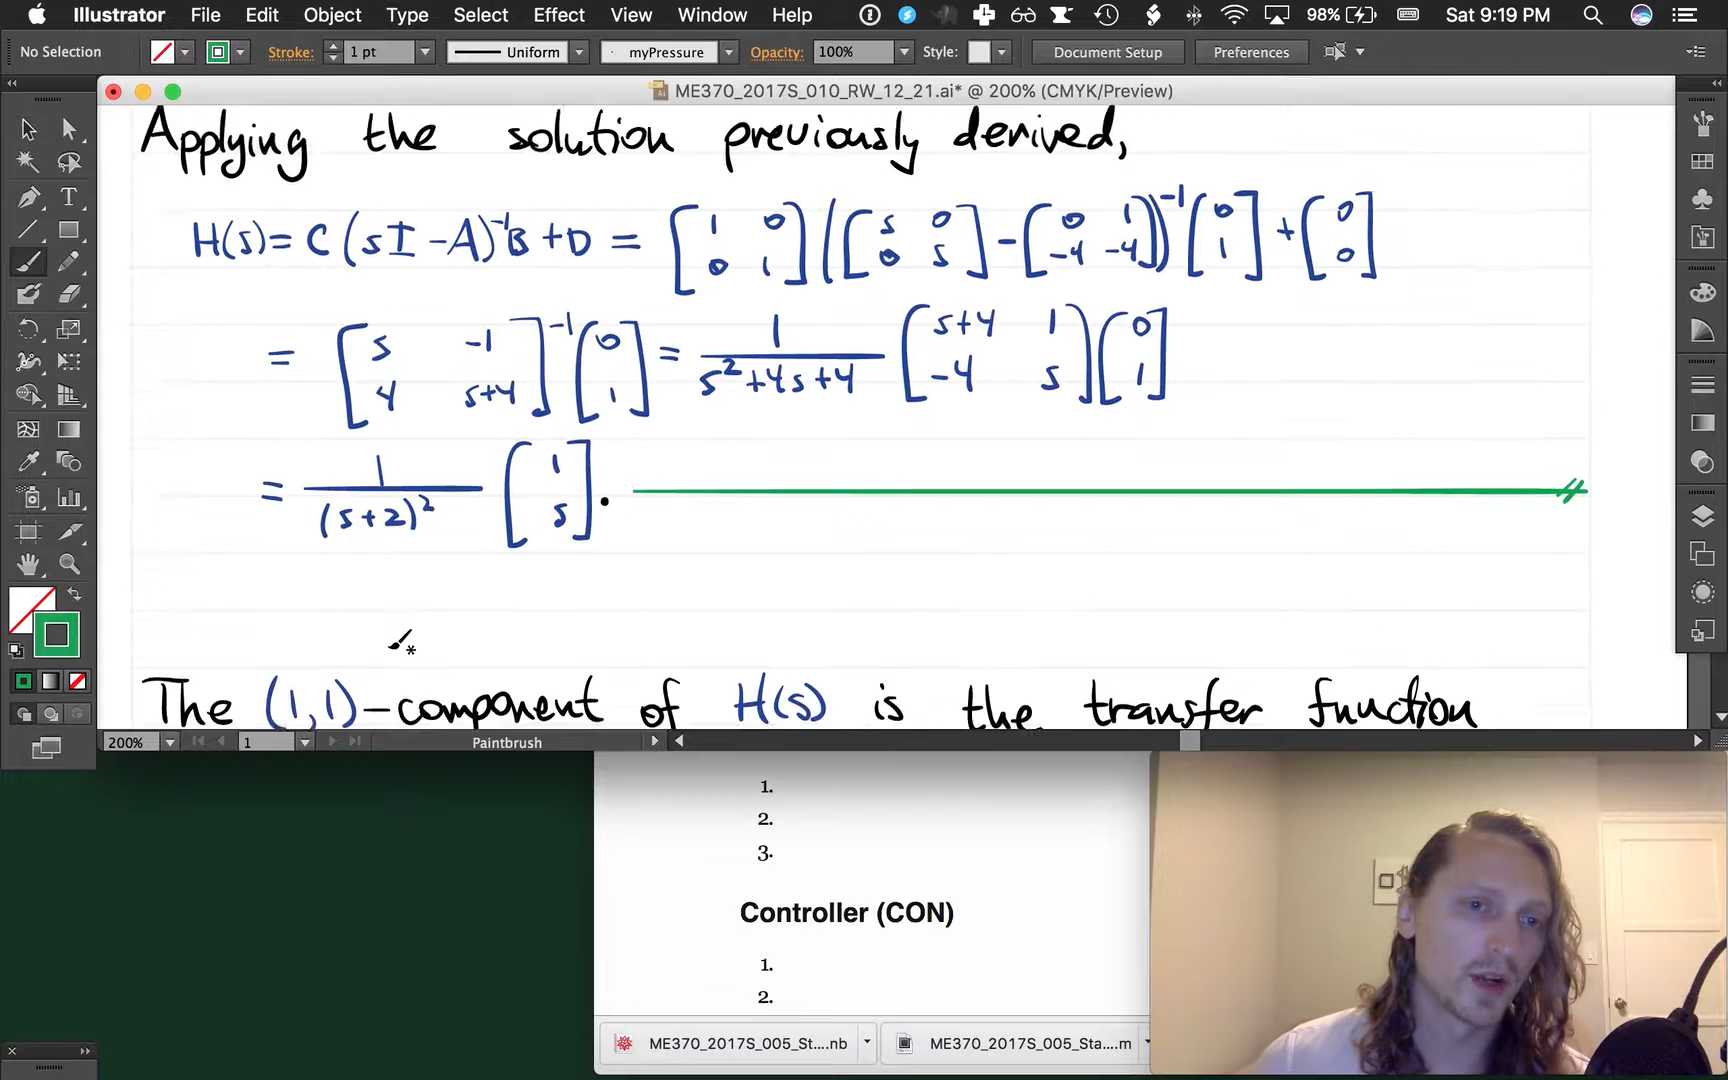 Illustrator File Edit Object Type Select Effect View Window Help 98% Sat 9:19 PM
No Selection Stroke: 1 pt Uniform myPressure Opacity: 100% Style: Document Setup Preferences
ME370_2017S_010_RW_12_21.ai* @ 200% (CMYK/Preview)
Applying the solution previously derived,
H(s) = C (sI - A)^-1 B + D = [1 0; 0 1] ([s 0; 0 s] - [0 1; -4 -4])^-1 [0; 1] + [0; 0]
= [s -1; 4 s+4]^-1 [0; 1] = 1/(s^2+4s+4) [s+4 1; -4 s] [0; 1]
= 1/(s+2)^2 [1; s].
The (1,1)-component of H(s) is the transfer function
200% 1 Paintbrush
1.
2.
3.
Controller (CON)
1.
2.
ME370_2017S_005_St....nb ME370_2017S_005_Sta....m